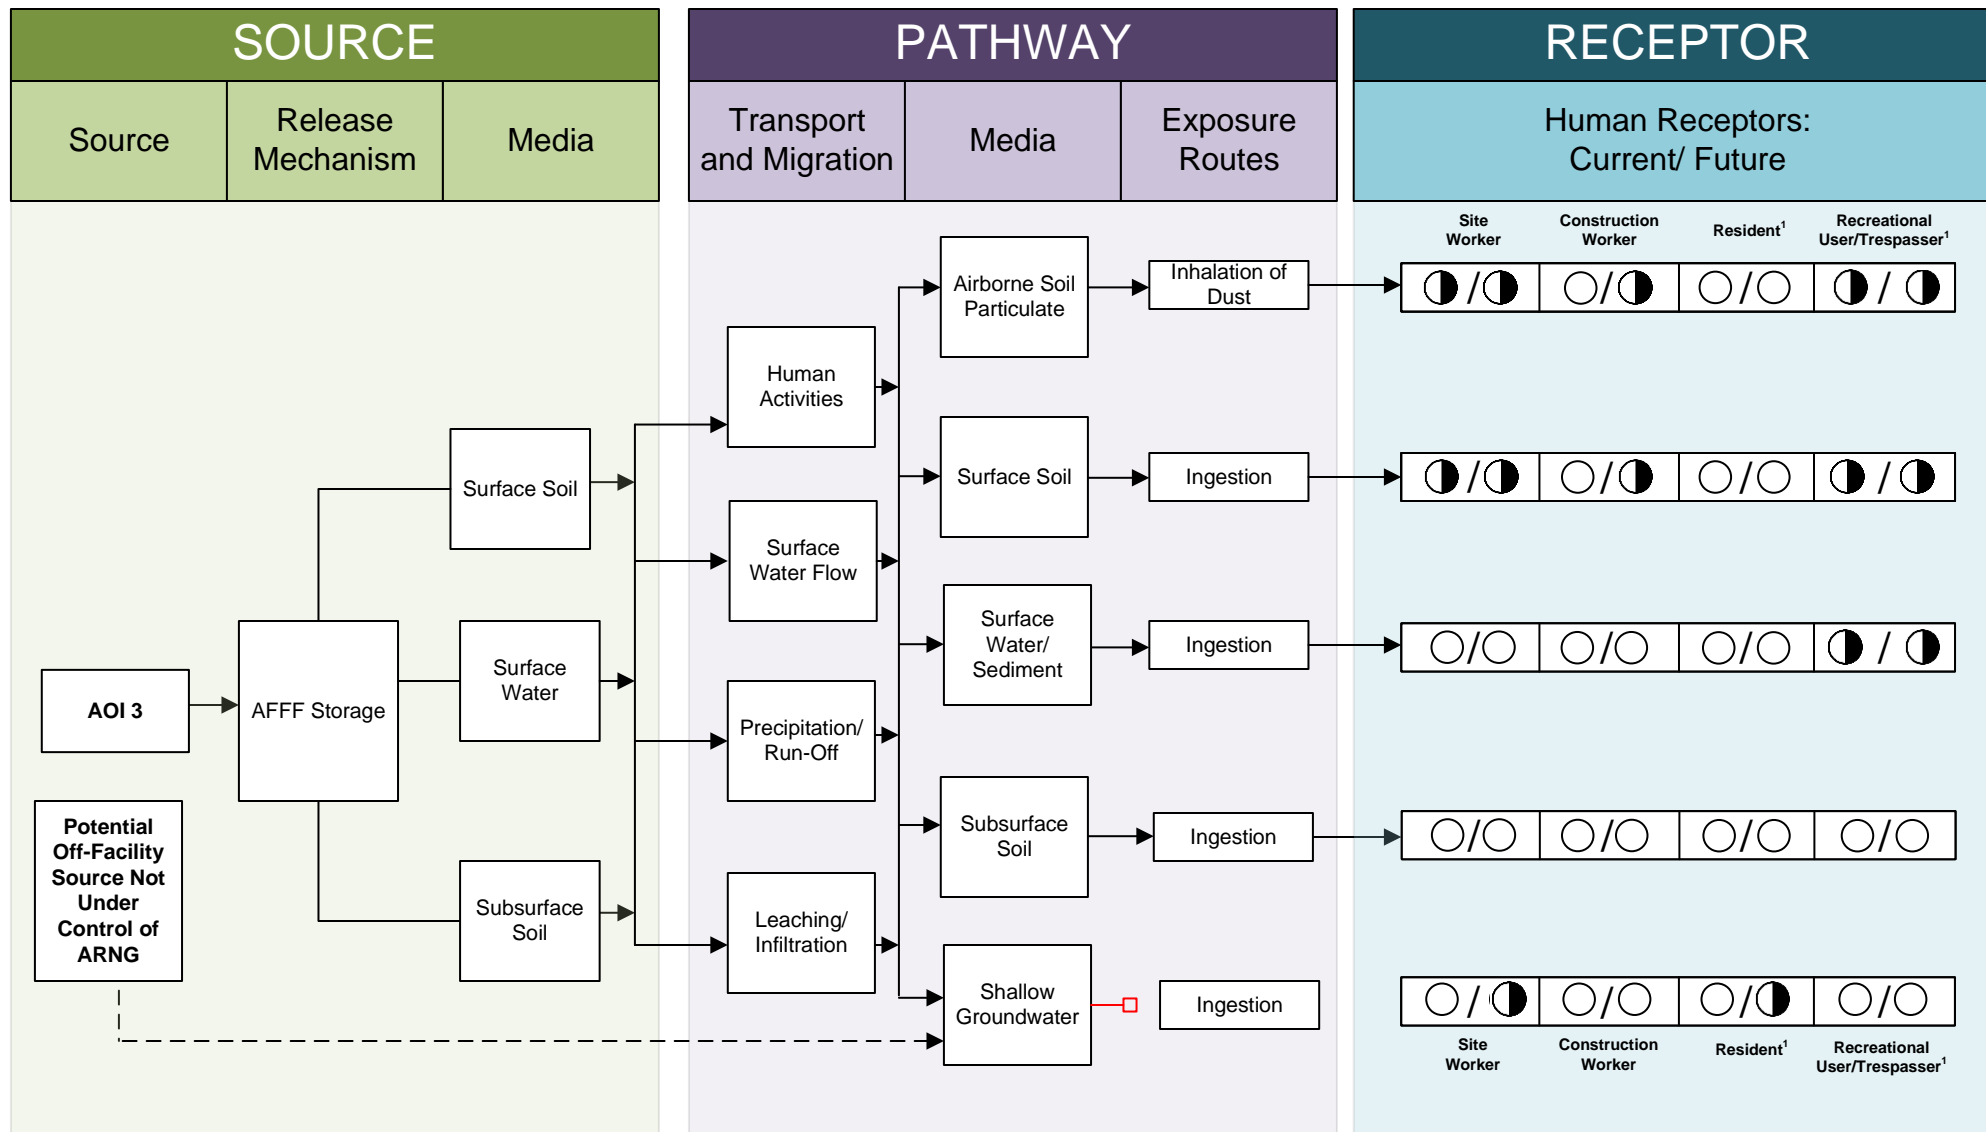 SOURCE
PATHWAY
RECEPTOR
Source
Release
Mechanism
Media
Transport
and Migration
Media
Exposure
Routes
Human Receptors:
Current/ Future
Site
Worker
Construction
Worker
Resident¹
Recreational
User/Trespasser¹
Airborne Soil
Particulate
Inhalation of
Dust
/
/
/
/
Human
Activities
Surface Soil
Surface Soil
Ingestion
/
/
/
/
Surface
Water Flow
Surface
Water/
Sediment
Ingestion
/
/
/
/
AOI 3
AFFF Storage
Surface
Water
Precipitation/
Run-Off
Potential
Off-Facility
Source Not
Under
Control of
ARNG
Subsurface
Soil
Ingestion
/
/
/
/
Subsurface
Soil
Leaching/
Infiltration
Shallow
Groundwater
Ingestion
/
/
/
/
Site
Worker
Construction
Worker
Resident¹
Recreational
User/Trespasser¹